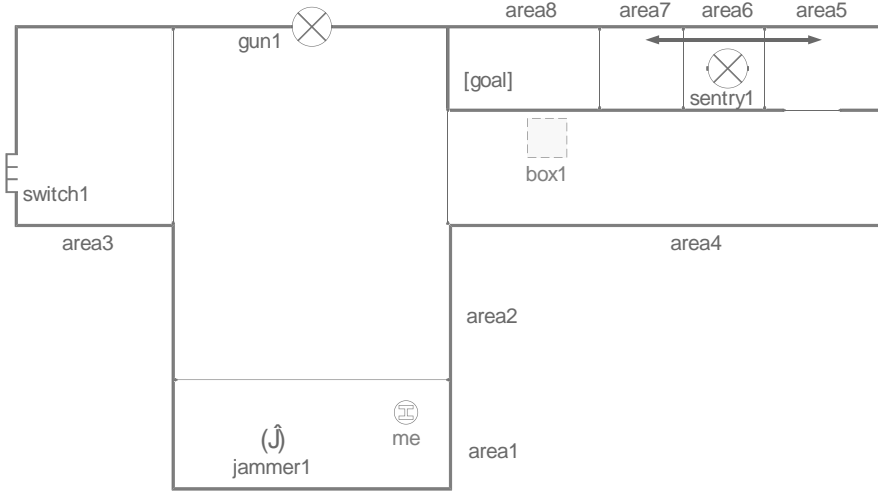 area8 area7 area6 area5
gun1
[goal]
sentry1
box1
switch1
area3
area4
area2
(Ĵ)
me
jammer1
area1